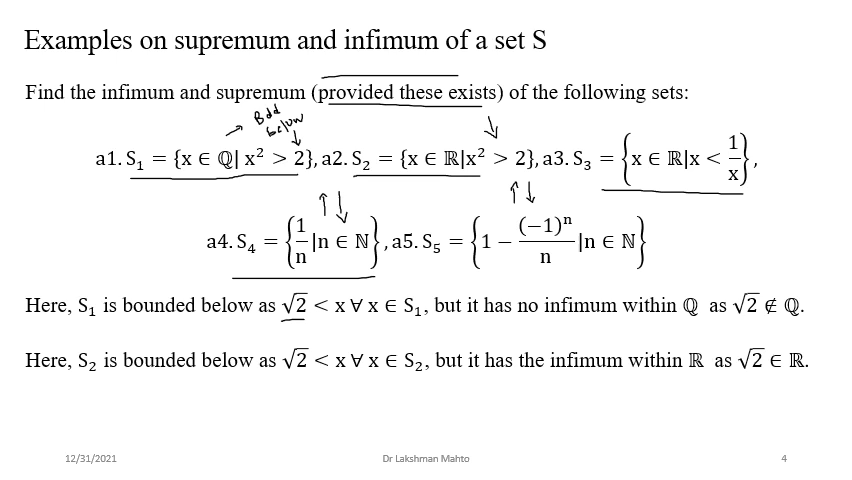 Examples on supremum and infimum of a set S
Find the infimum and supremum (provided these exists) of the following sets:
Bdd
below
a1. S₁ = {x ∈ ℚ| x² > 2}, a2. S₂ = {x ∈ ℝ|x² > 2}, a3. S₃ = {x ∈ ℝ|x < 1/x},
a4. S₄ = {1/n |n ∈ ℕ}, a5. S₅ = {1 − (−1)ⁿ/n |n ∈ ℕ}
Here, S₁ is bounded below as √2 < x ∀ x ∈ S₁, but it has no infimum within ℚ as √2 ∉ ℚ.
Here, S₂ is bounded below as √2 < x ∀ x ∈ S₂, but it has the infimum within ℝ as √2 ∈ ℝ.
12/31/2021 Dr Lakshman Mahto 4